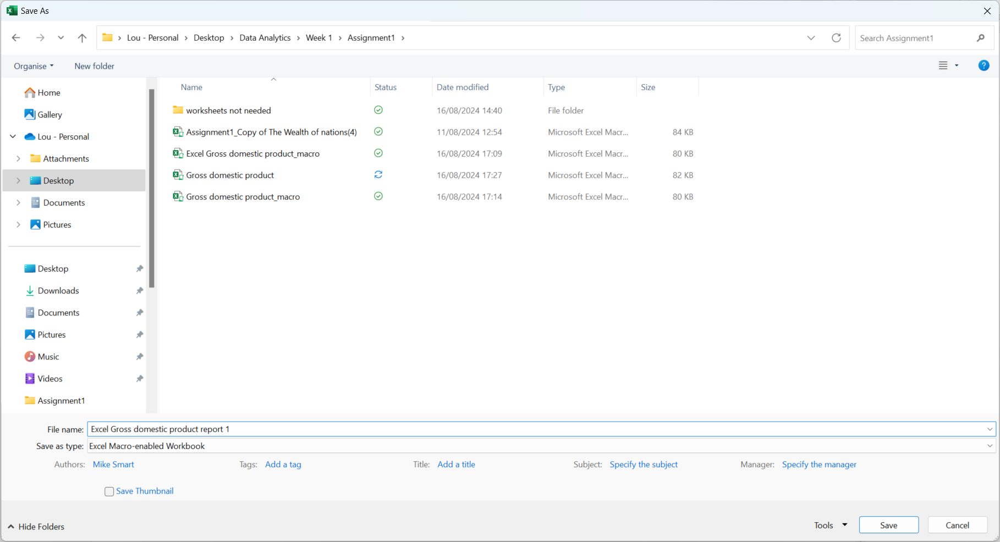 Save As
Lou - Personal > Desktop > Data Analytics > Week 1 > Assignment1 >
Search Assignment1
Organise
New folder
?
Name
Status
Date modified
Type
Size
Home
Gallery
Lou - Personal
Attachments
Desktop
Documents
Pictures
Desktop
Downloads
Documents
Pictures
Music
Videos
Assignment1
worksheets not needed 16/08/2024 14:40 File folder
Assignment1_Copy of The Wealth of nations(4) 11/08/2024 12:54 Microsoft Excel Macr... 84 KB
Excel Gross domestic product_macro 16/08/2024 17:09 Microsoft Excel Macr... 80 KB
Gross domestic product 16/08/2024 17:27 Microsoft Excel Macr... 82 KB
Gross domestic product_macro 16/08/2024 17:14 Microsoft Excel Macr... 80 KB
File name: Excel Gross domestic product report 1
Save as type: Excel Macro-enabled Workbook
Authors: Mike Smart
Tags: Add a tag
Title: Add a title
Subject: Specify the subject
Manager: Specify the manager
Save Thumbnail
Hide Folders
Tools
Save
Cancel